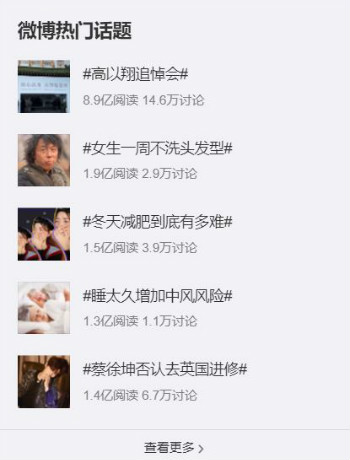 微博热门话题
#高以翔追悼会#
8.9亿阅读 14.6万讨论
#女生一周不洗头发型#
1.9亿阅读 2.9万讨论
#冬天减肥到底有多难#
1.5亿阅读 3.9万讨论
#睡太久增加中风风险#
1.3亿阅读 1.1万讨论
#蔡徐坤否认去英国进修#
1.4亿阅读 6.7万讨论
查看更多 >